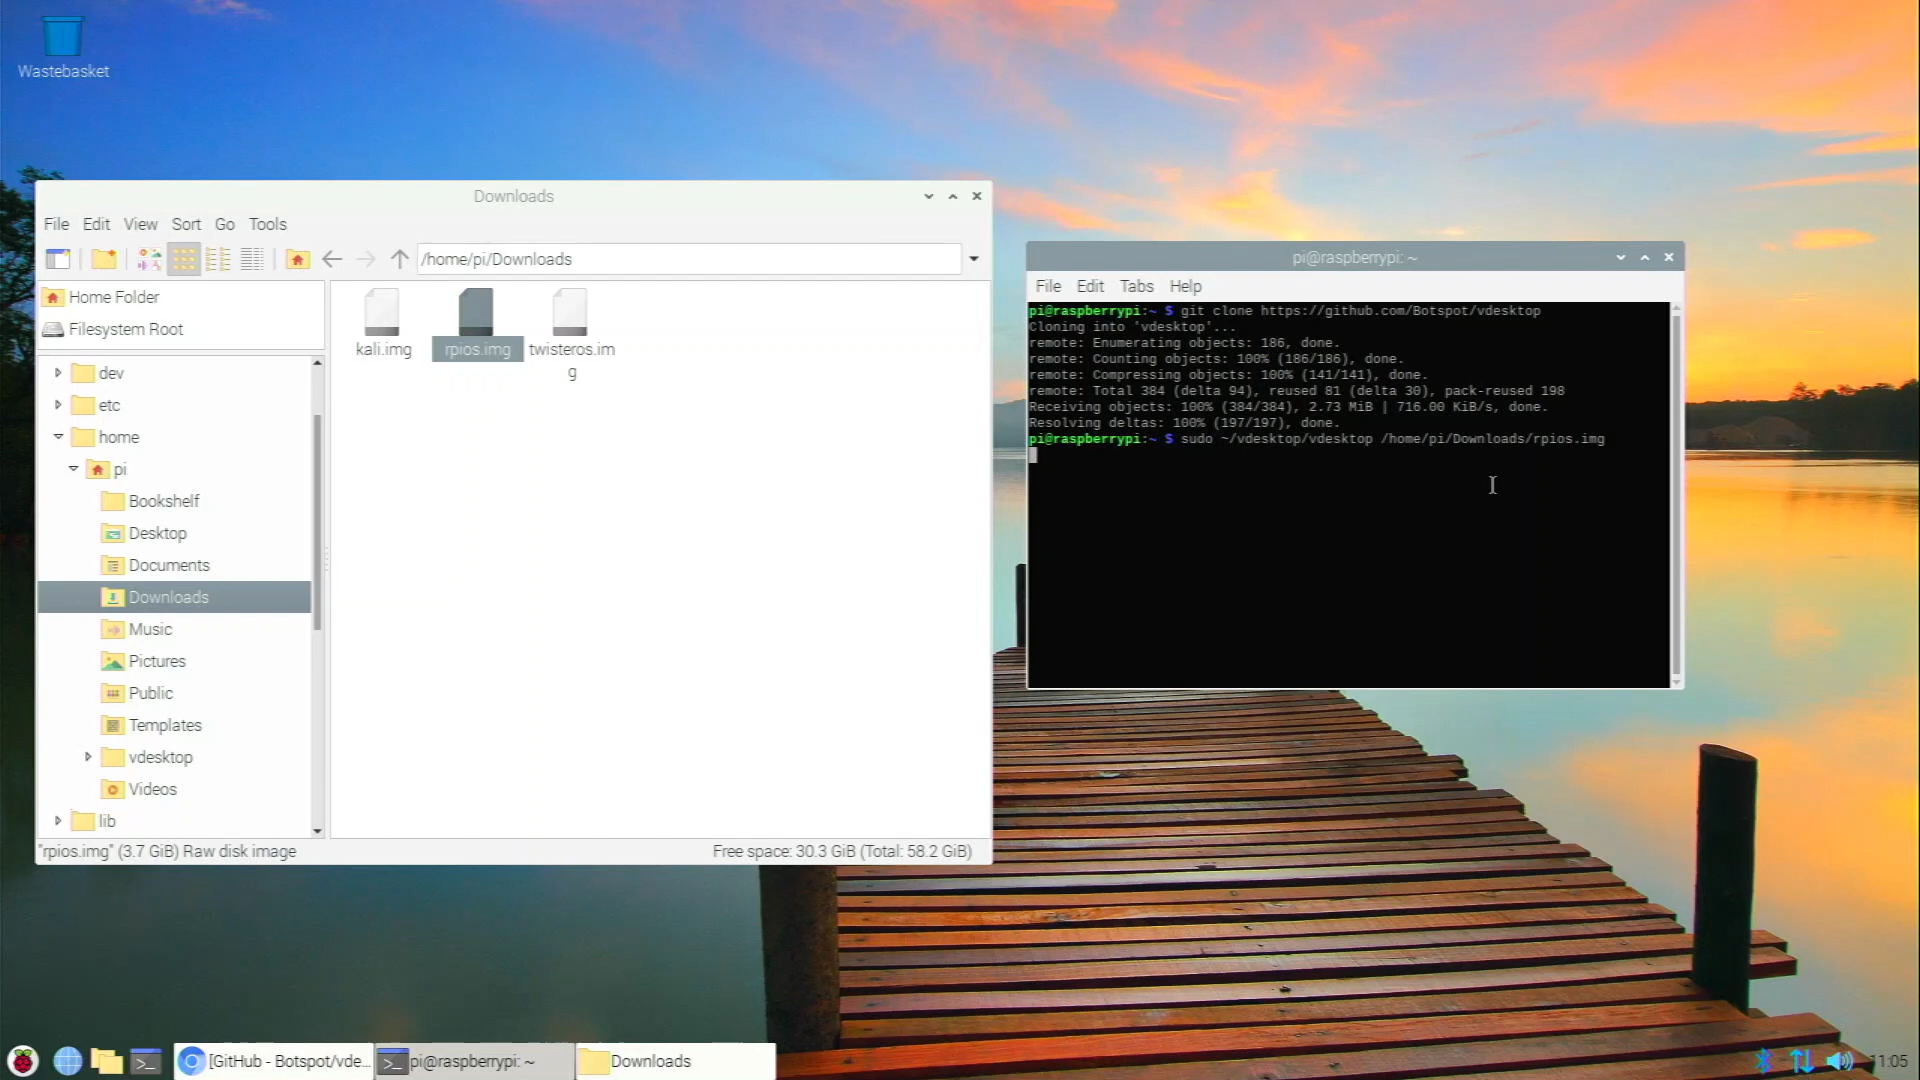 Wastebasket
Downloads
File Edit View Sort Go Tools
/home/pi/Downloads
Home Folder
Filesystem Root
dev
etc
home
pi
Bookshelf
Desktop
Documents
Downloads
Music
Pictures
Public
Templates
vdesktop
Videos
lib
kali.img
rpios.img
twisteros.im
g
"rpios.img" (3.7 GiB) Raw disk image
Free space: 30.3 GiB (Total: 58.2 GiB)
pi@raspberrypi: ~
File Edit Tabs Help
pi@raspberrypi:~ $ git clone https://github.com/Botspot/vdesktop
Cloning into 'vdesktop'...
remote: Enumerating objects: 186, done.
remote: Counting objects: 100% (186/186), done.
remote: Compressing objects: 100% (141/141), done.
remote: Total 384 (delta 94), reused 81 (delta 30), pack-reused 198
Receiving objects: 100% (384/384), 2.73 MiB | 716.00 KiB/s, done.
Resolving deltas: 100% (197/197), done.
pi@raspberrypi:~ $ sudo ~/vdesktop/vdesktop /home/pi/Downloads/rpios.img
[GitHub - Botspot/vde...
pi@raspberrypi: ~
Downloads
11:05